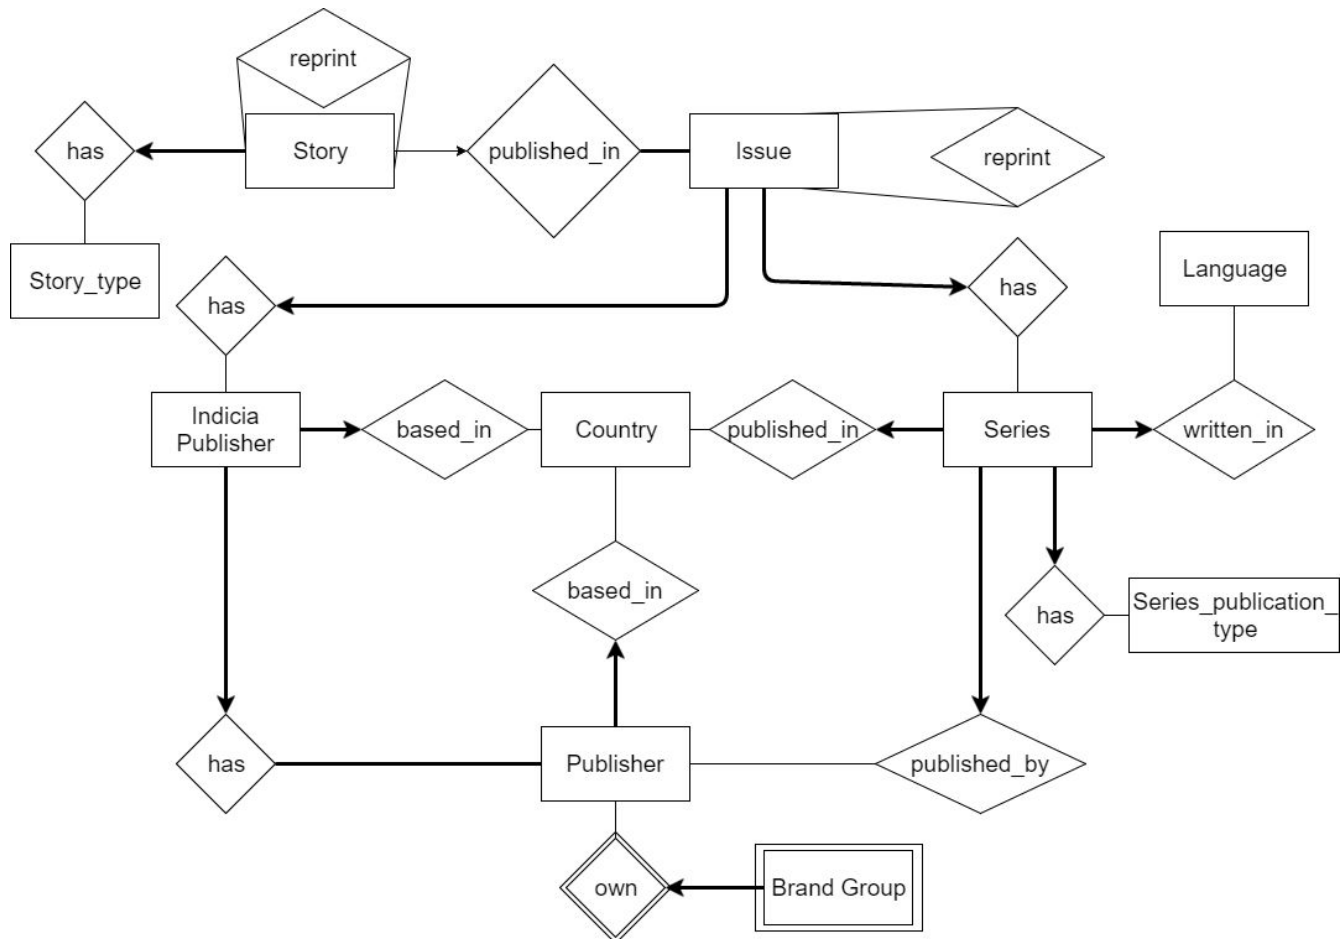 reprint
has
Story
published_in
Issue
reprint
Story_type
has
has
Language
Indicia
Publisher
based_in
Country
published_in
Series
written_in
based_in
has
Series_publication_
type
has
Publisher
published_by
own
Brand Group